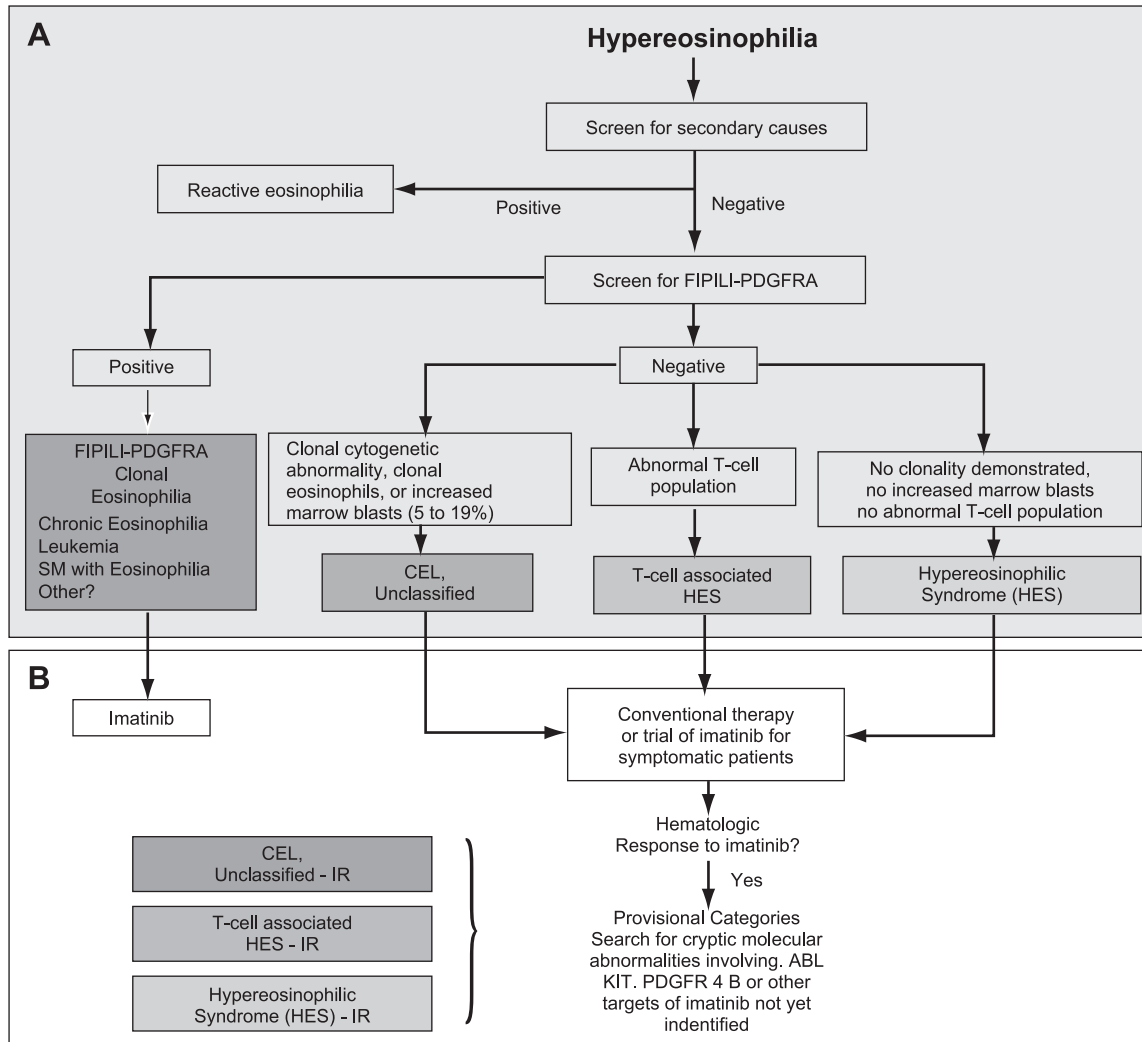 A
Hypereosinophilia
Screen for secondary causes
Reactive eosinophilia
Positive
Negative
Screen for FIPILI-PDGFRA
Positive
Negative
FIPILI-PDGFRA
Clonal
Eosinophilia
Chronic Eosinophilia
Leukemia
SM with Eosinophilia
Other?
Clonal cytogenetic
abnormality, clonal
eosinophils, or increased
marrow blasts (5 to 19%)
Abnormal T-cell
population
No clonality demonstrated,
no increased marrow blasts
no abnormal T-cell population
CEL,
Unclassified
T-cell associated
HES
Hypereosinophilic
Syndrome (HES)
B
Imatinib
Conventional therapy
or trial of imatinib for
symptomatic patients
Hematologic
Response to imatinib?
Yes
Provisional Categories
Search for cryptic molecular
abnormalities involving. ABL
KIT. PDGFR 4 B or other
targets of imatinib not yet
indentified
CEL,
Unclassified - IR
T-cell associated
HES - IR
Hypereosinophilic
Syndrome (HES) - IR